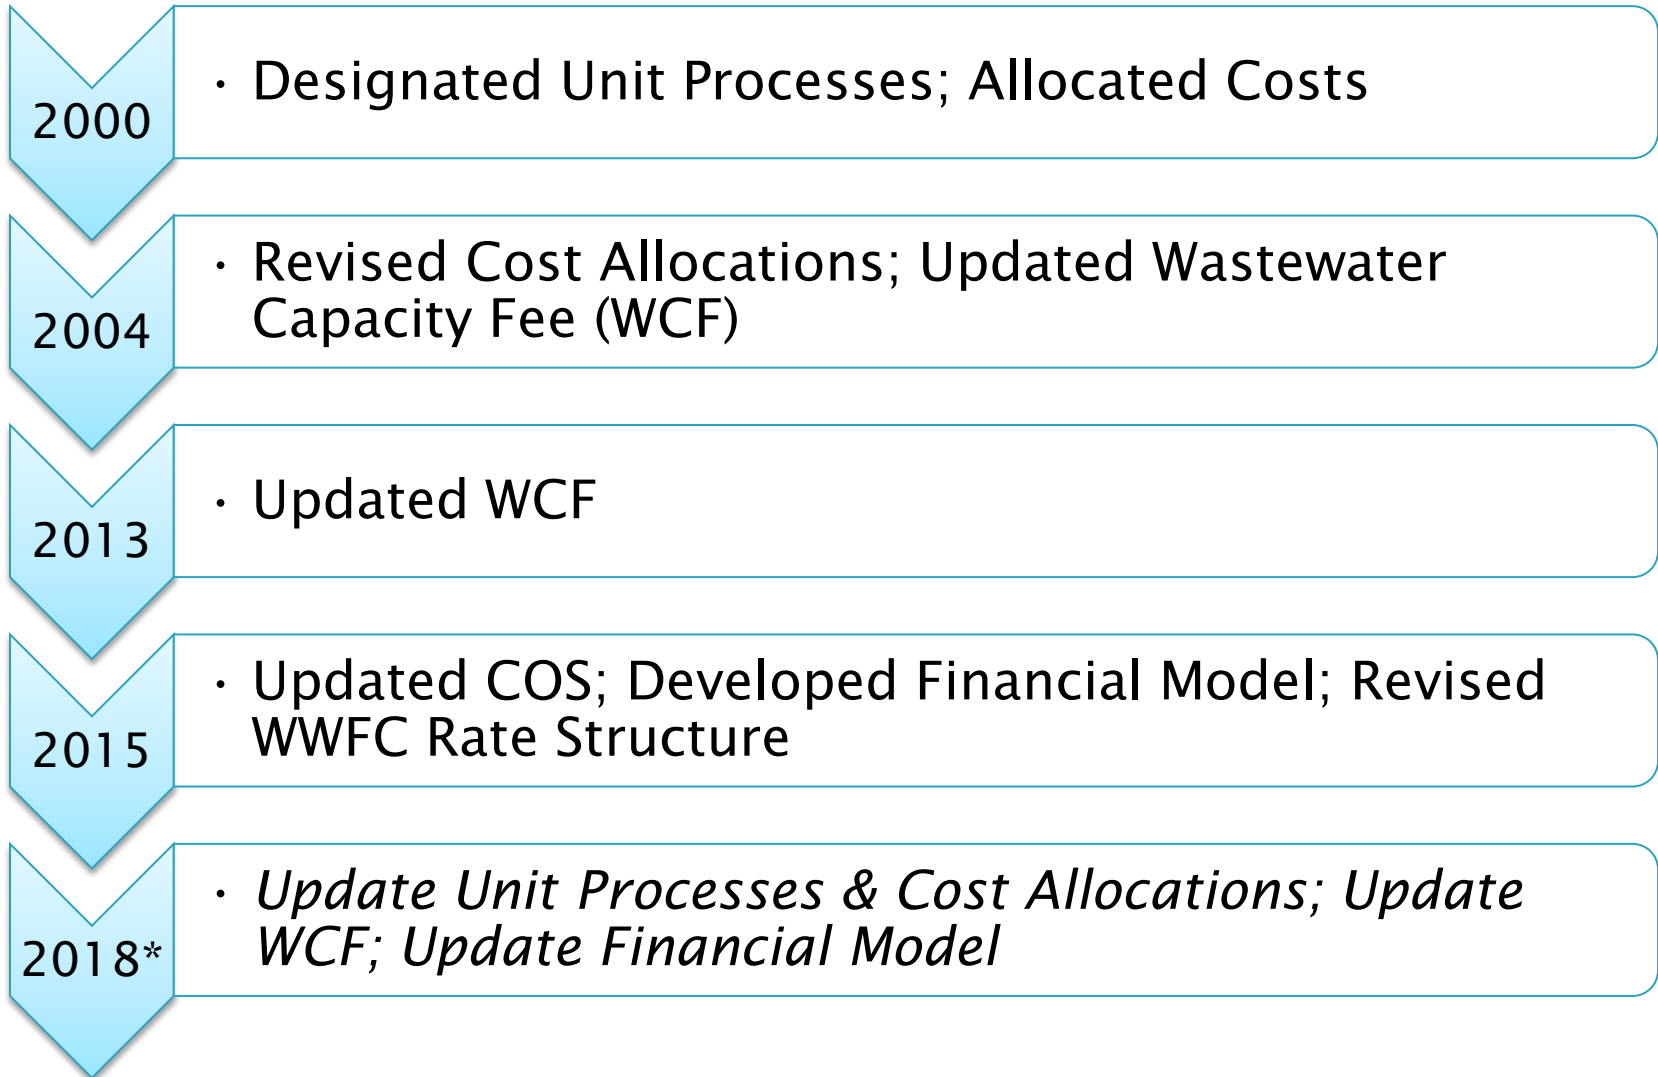 2000
· Designated Unit Processes; Allocated Costs
2004
· Revised Cost Allocations; Updated Wastewater
Capacity Fee (WCF)
2013
· Updated WCF
2015
· Updated COS; Developed Financial Model; Revised
WWFC Rate Structure
2018*
· Update Unit Processes & Cost Allocations; Update
WCF; Update Financial Model